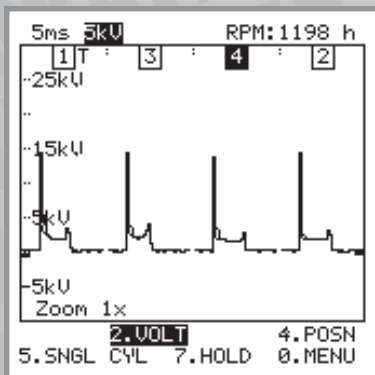 5ms 5kV RPM:1198 h
1 T : 3 : 4 : 2
25kV
15kV
5kV
-5kV
Zoom 1x
2.VOLT 4.POSN
5.SNGL CYL 7.HOLD 0.MENU